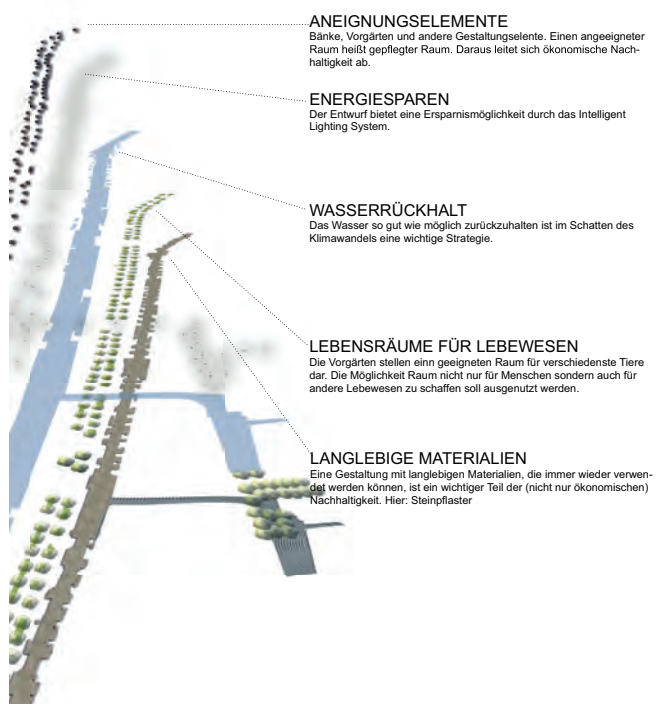 ANEIGNUNGSELEMENTE
Bänke, Vorgärten und andere Gestaltungselente. Einen angeeigneter
Raum heißt gepflegter Raum. Daraus leitet sich ökonomische Nach-
haltigkeit ab.
ENERGIESPAREN
Der Entwurf bietet eine Ersparnismöglichkeit durch das Intelligent
Lighting System.
WASSERRÜCKHALT
Das Wasser so gut wie möglich zurückzuhalten ist im Schatten des
Klimawandels eine wichtige Strategie.
LEBENSRÄUME FÜR LEBEWESEN
Die Vorgärten stellen einn geeigneten Raum für verschiedenste Tiere
dar. Die Möglichkeit Raum nicht nur für Menschen sondern auch für
andere Lebewesen zu schaffen soll ausgenutzt werden.
LANGLEBIGE MATERIALIEN
Eine Gestaltung mit langlebigen Materialien, die immer wieder verwen-
det werden können, ist ein wichtiger Teil der (nicht nur ökonomischen)
Nachhaltigkeit. Hier: Steinpflaster